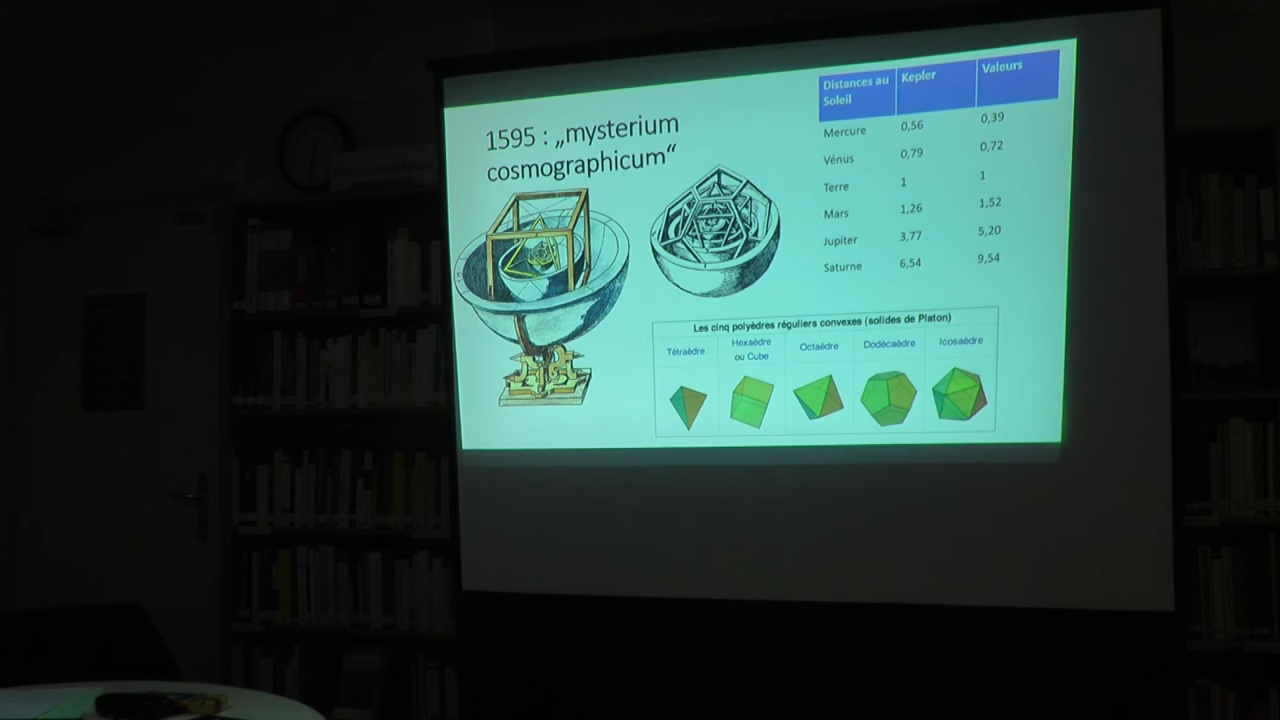 1595 : „mysterium
cosmographicum“
Distances au Soleil Kepler Valeurs
Mercure 0,56 0,39
Vénus 0,79 0,72
Terre 1 1
Mars 1,26 1,52
Jupiter 3,77 5,20
Saturne 6,54 9,54
Les cinq polyèdres réguliers convexes (solides de Platon)
Tétraèdre Hexaèdre ou Cube Octaèdre Dodécaèdre Icosaèdre